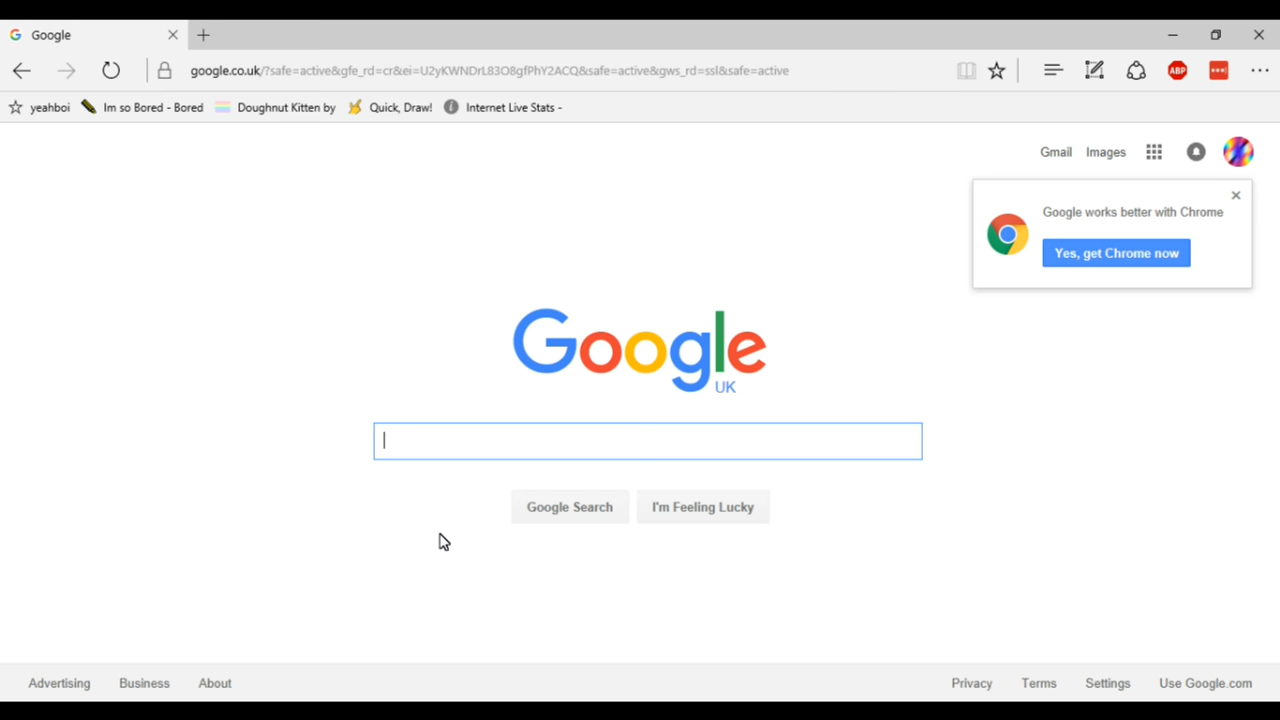 Google
google.co.uk/?safe=active&gfe_rd=cr&ei=U2yKWNDrL83O8gfPhY2ACQ&safe=active&gws_rd=ssl&safe=active
ABP
yeahboi Im so Bored - Bored Doughnut Kitten by Quick, Draw! Internet Live Stats -
Gmail Images
Google works better with Chrome
Yes, get Chrome now
Google
UK
Google Search I'm Feeling Lucky
Advertising Business About Privacy Terms Settings Use Google.com